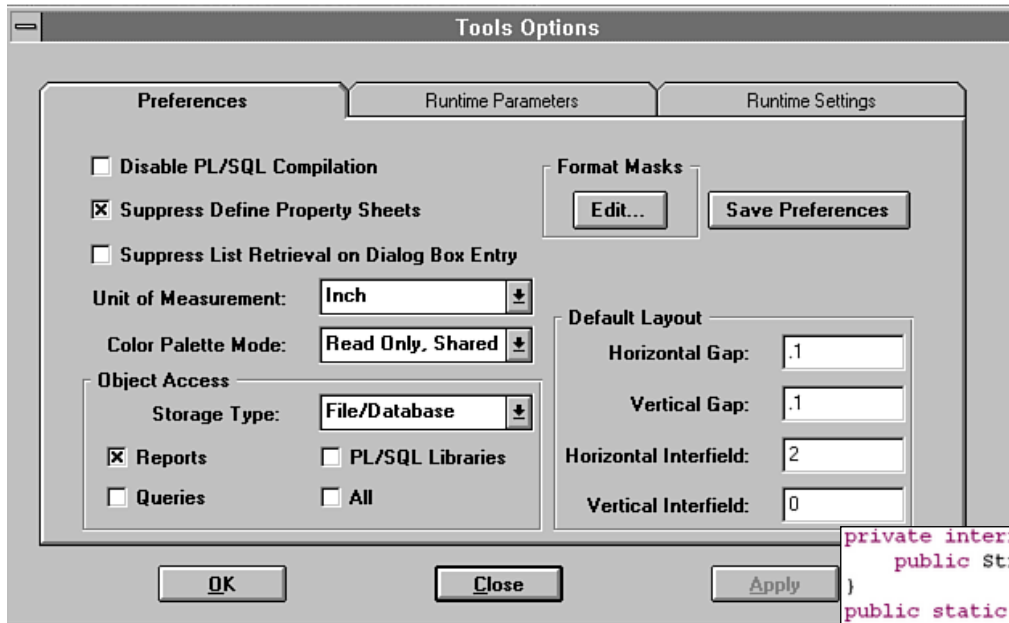 Tools Options
Preferences
Runtime Parameters
Runtime Settings
Disable PL/SQL Compilation
Suppress Define Property Sheets
Suppress List Retrieval on Dialog Box Entry
Format Masks
Edit...
Save Preferences
Unit of Measurement: Inch
Color Palette Mode: Read Only, Shared
Object Access
Storage Type: File/Database
Reports
PL/SQL Libraries
Queries
All
Default Layout
Horizontal Gap: .1
Vertical Gap: .1
Horizontal Interfield: 2
Vertical Interfield: 0
OK
Close
Apply
private
public
}
public static